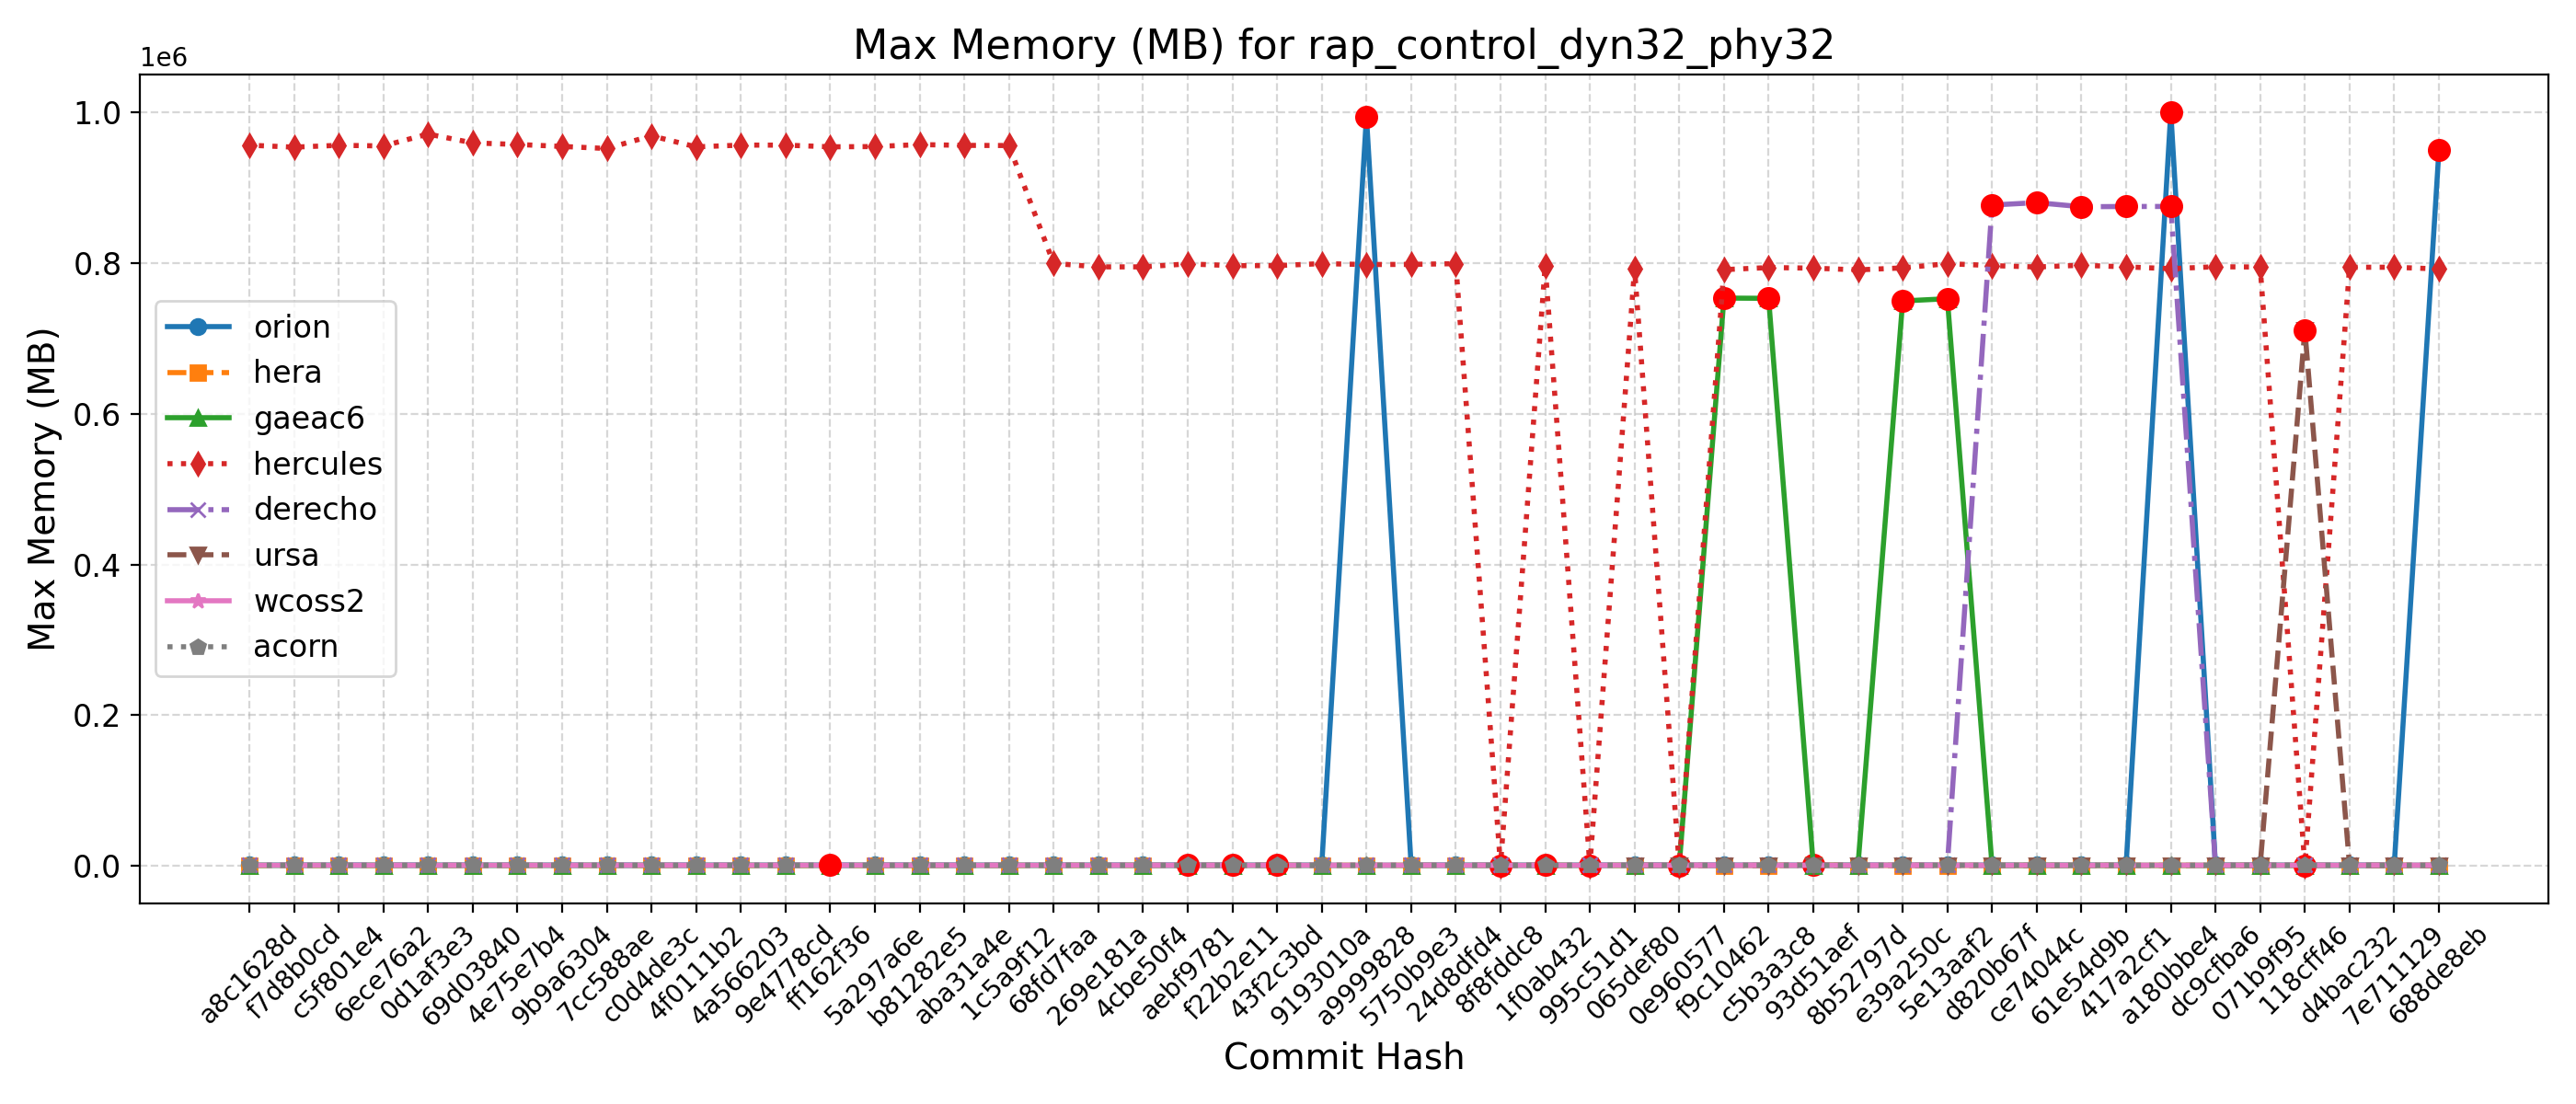 Max Memory (MB) for rap_control_dyn32_phy32
1e6
1.0
0.8
0.6
0.4
0.2
0.0
Max Memory (MB)
orion
hera
gaeac6
hercules
derecho
ursa
wcoss2
acorn
a8c1628d
f7d8b0cd
c5f801e4
6ece76a2
0d1af3e3
69d03840
4e75e7b4
9b9a6304
7cc588ae
c0d4de3c
4f0111b2
4a566203
9e4778cd
ff162f36
5a297a6e
b81282e5
aba31a4e
1c5a9f12
68fd7faa
269e181a
4cbe50f4
aebf9781
f22b2e11
43f2c3bd
9193010a
a9999828
5750b9e3
24d8dfd4
8f8fddc8
1f0ab432
995c51d1
065def80
0e960577
f9c10462
c5b3a3c8
93d51aef
8b52797d
e39a250c
5e13aaf2
d820b67f
ce74044c
61e54d9b
417a2cf1
a180bbe4
dc9cfba6
071b9f95
118cff46
d4bac232
7e711129
688de8eb
Commit Hash